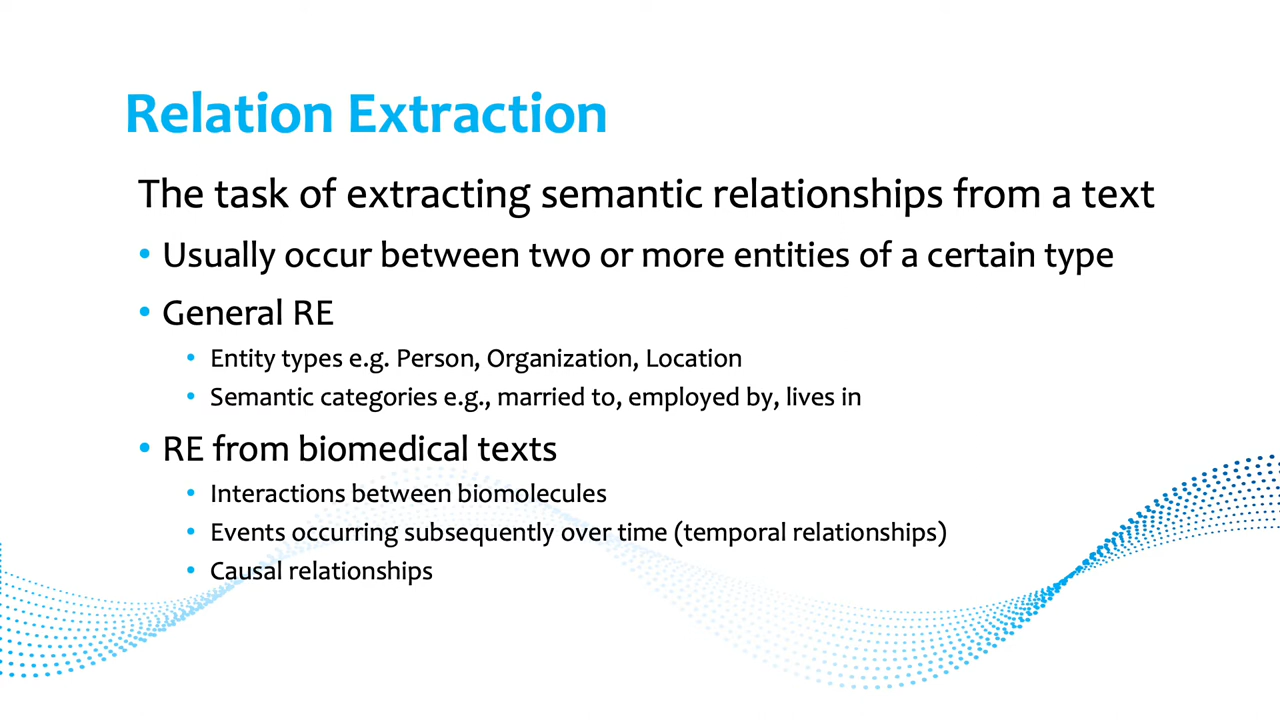 Relation Extraction
The task of extracting semantic relationships from a text
• Usually occur between two or more entities of a certain type
• General RE
• Entity types e.g. Person, Organization, Location
• Semantic categories e.g., married to, employed by, lives in
• RE from biomedical texts
• Interactions between biomolecules
• Events occurring subsequently over time (temporal relationships)
• Causal relationships